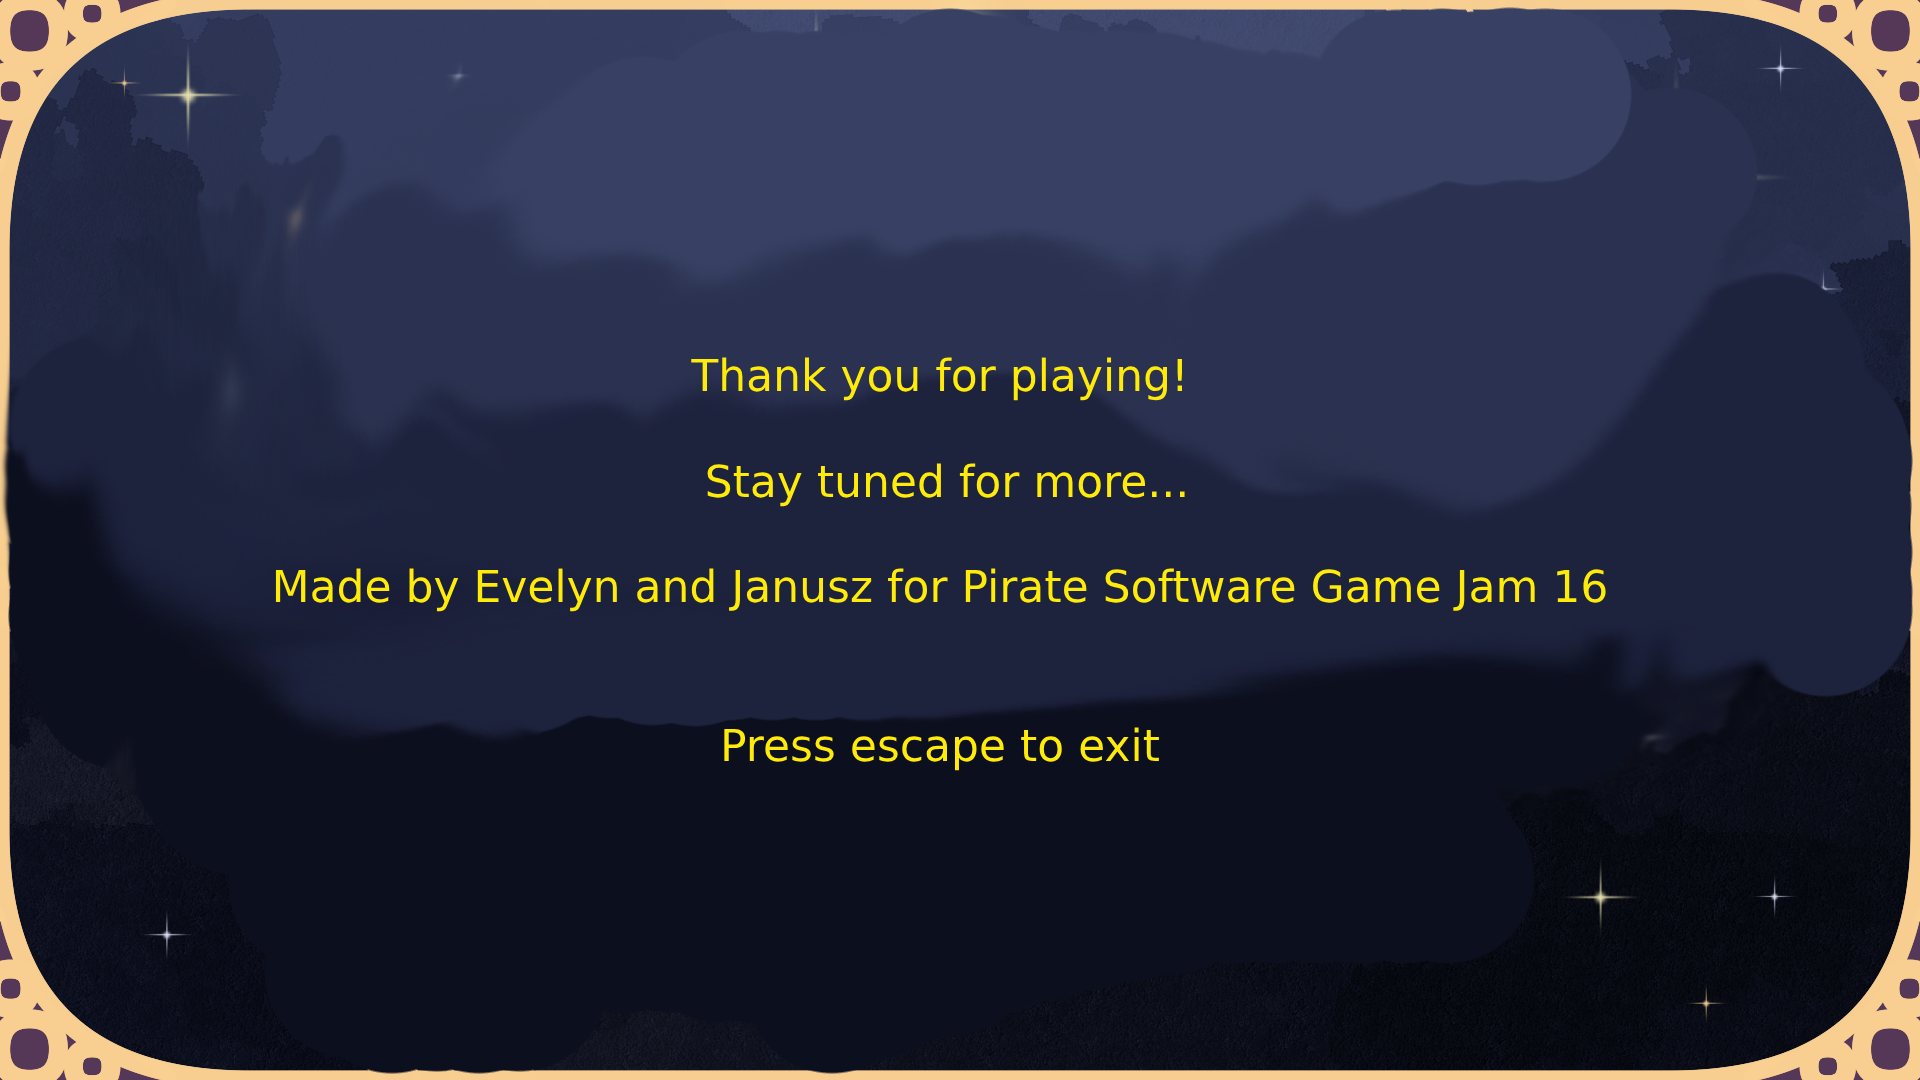 Thank you for playing!
Stay tuned for more...
Made by Evelyn and Janusz for Pirate Software Game Jam 16
Press escape to exit